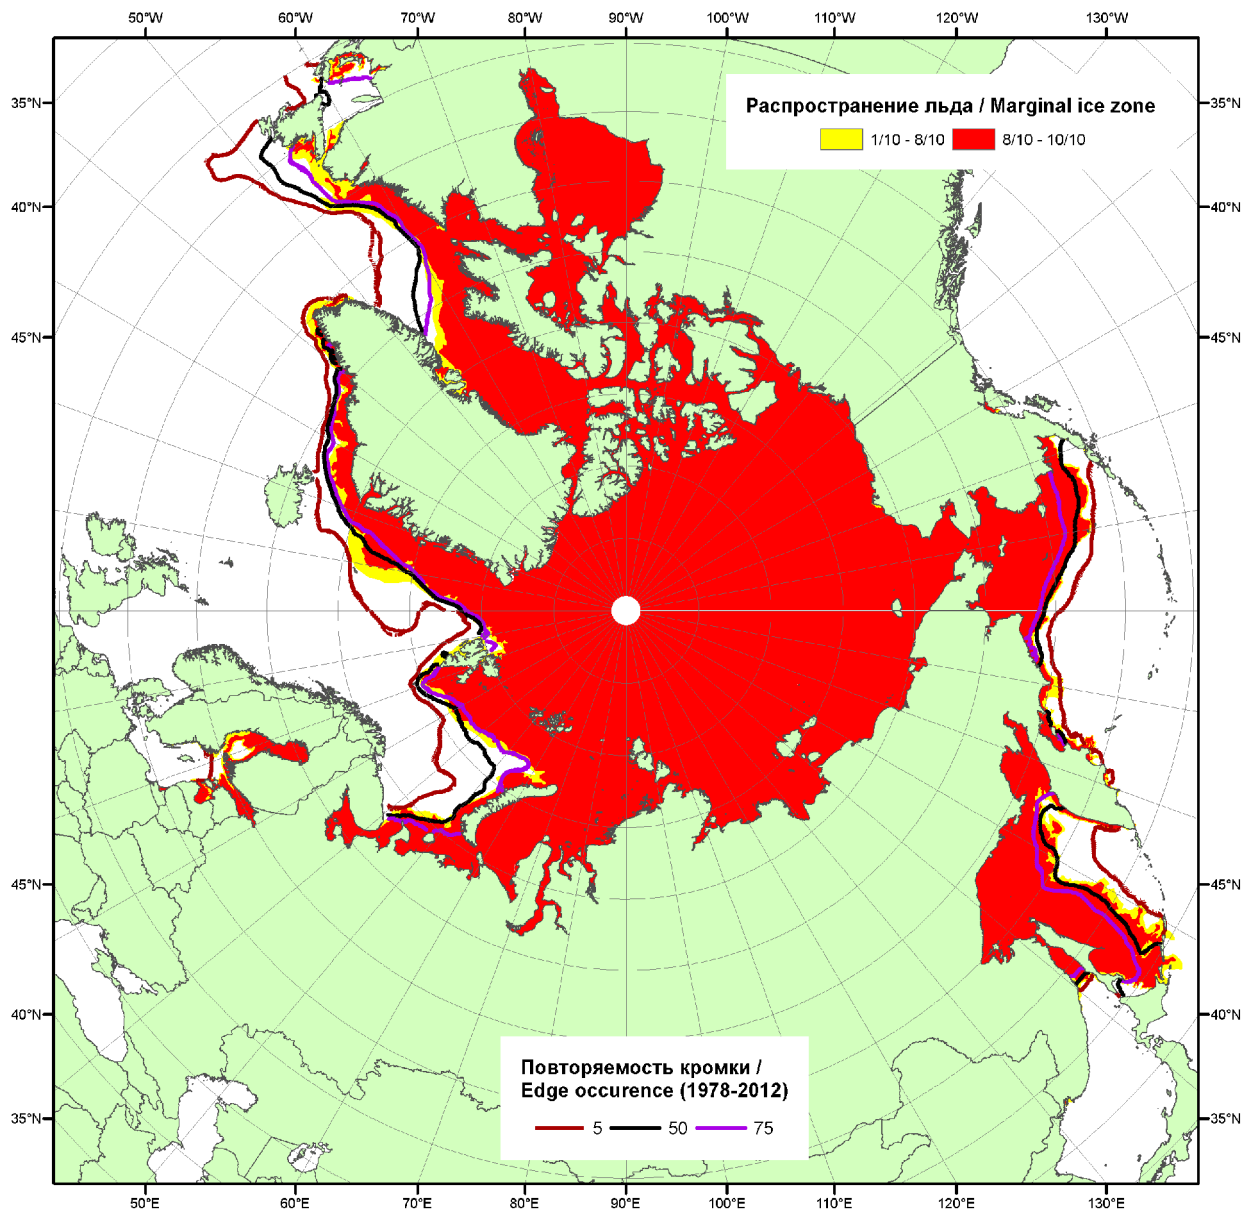 50°W 60°W 70°W 80°W 90°W 100°W 110°W 120°W 130°W
35°N 35°N
Распространение льда / Marginal ice zone
1/10 - 8/10 8/10 - 10/10
40°N 40°N
45°N 45°N
45°N 45°N
40°N 40°N
Повторяемость кромки /
Edge occurence (1978-2012)
5 50 75
35°N 35°N
50°E 60°E 70°E 80°E 90°E 100°E 110°E 120°E 130°E